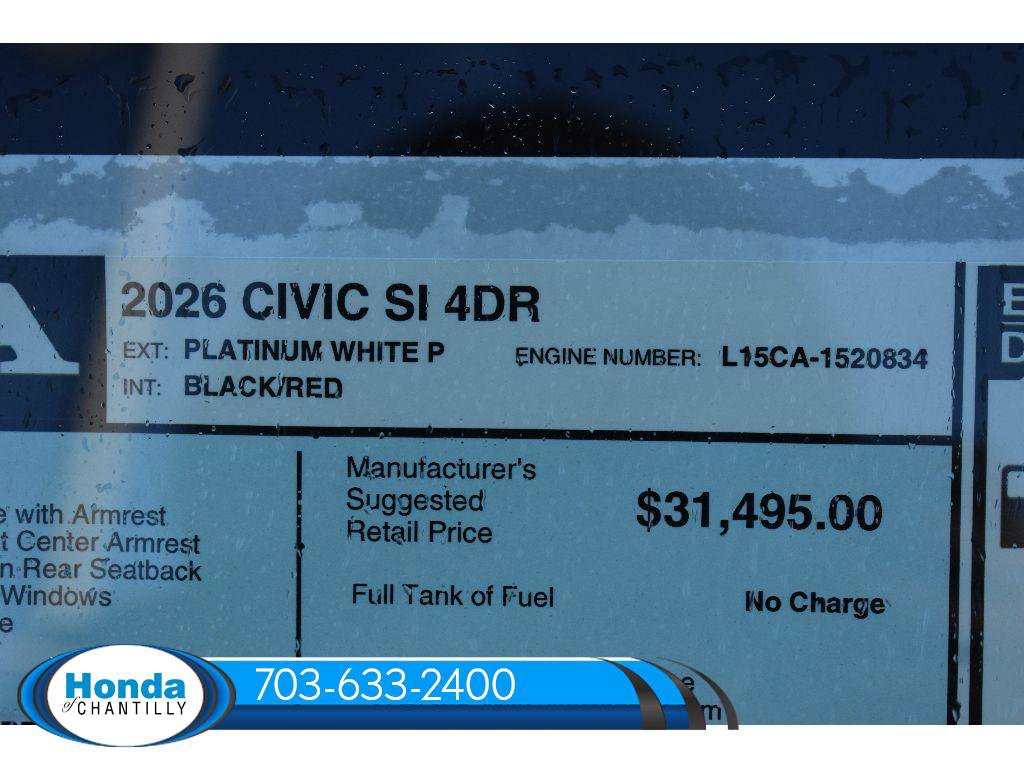 2026 CIVIC SI 4DR
EXT: PLATINUM WHITE P
ENGINE NUMBER: L15CA-1520834
INT: BLACK/RED
Manufacturer's
Suggested
Retail Price
$31,495.00
Full Tank of Fuel
No Charge
e with Armrest
t Center Armrest
n Rear Seatback
Windows
e
e
m
Honda
of CHANTILLY
703-633-2400